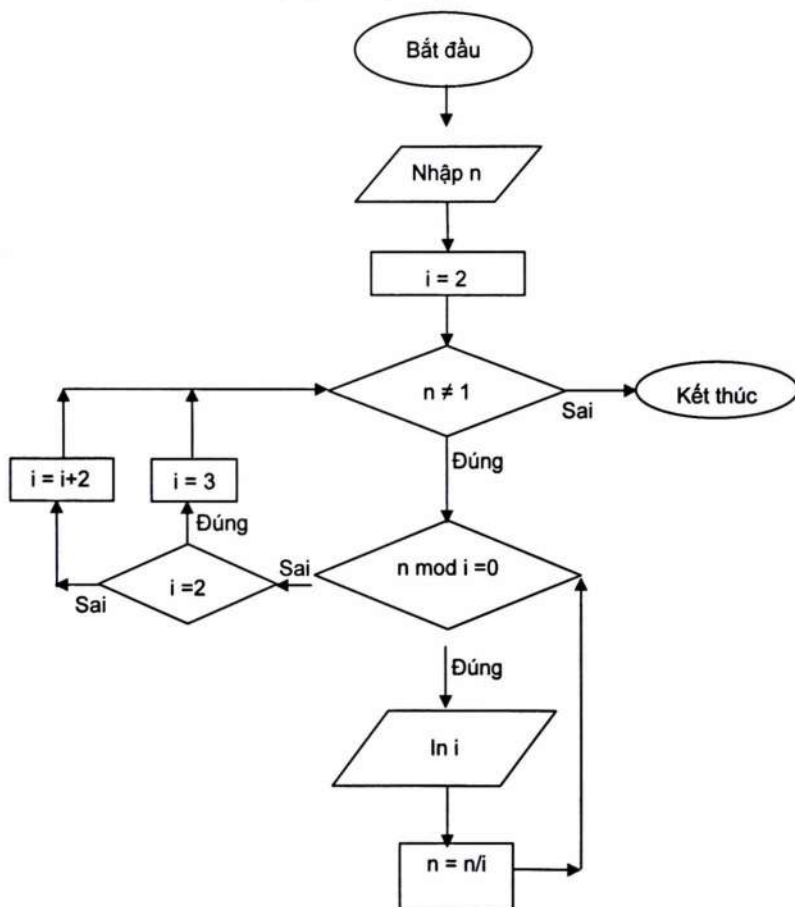 Bắt đầu
Nhập n
i = 2
n ≠ 1
Sai
Kết thúc
Đúng
i = i+2
i = 3
Đúng
n mod i =0
Sai
i =2
Sai
Đúng
In i
n = n/i